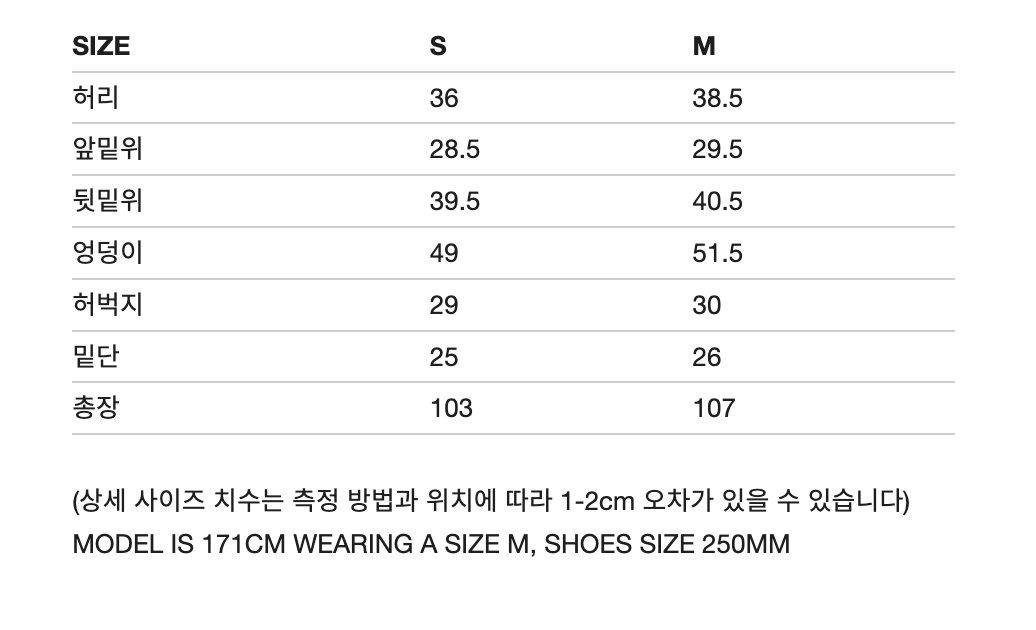 SIZE S M
허리 36 38.5
앞밑위 28.5 29.5
뒷밑위 39.5 40.5
엉덩이 49 51.5
허벅지 29 30
밑단 25 26
총장 103 107
(상세 사이즈 치수는 측정 방법과 위치에 따라 1-2cm 오차가 있을 수 있습니다)
MODEL IS 171CM WEARING A SIZE M, SHOES SIZE 250MM